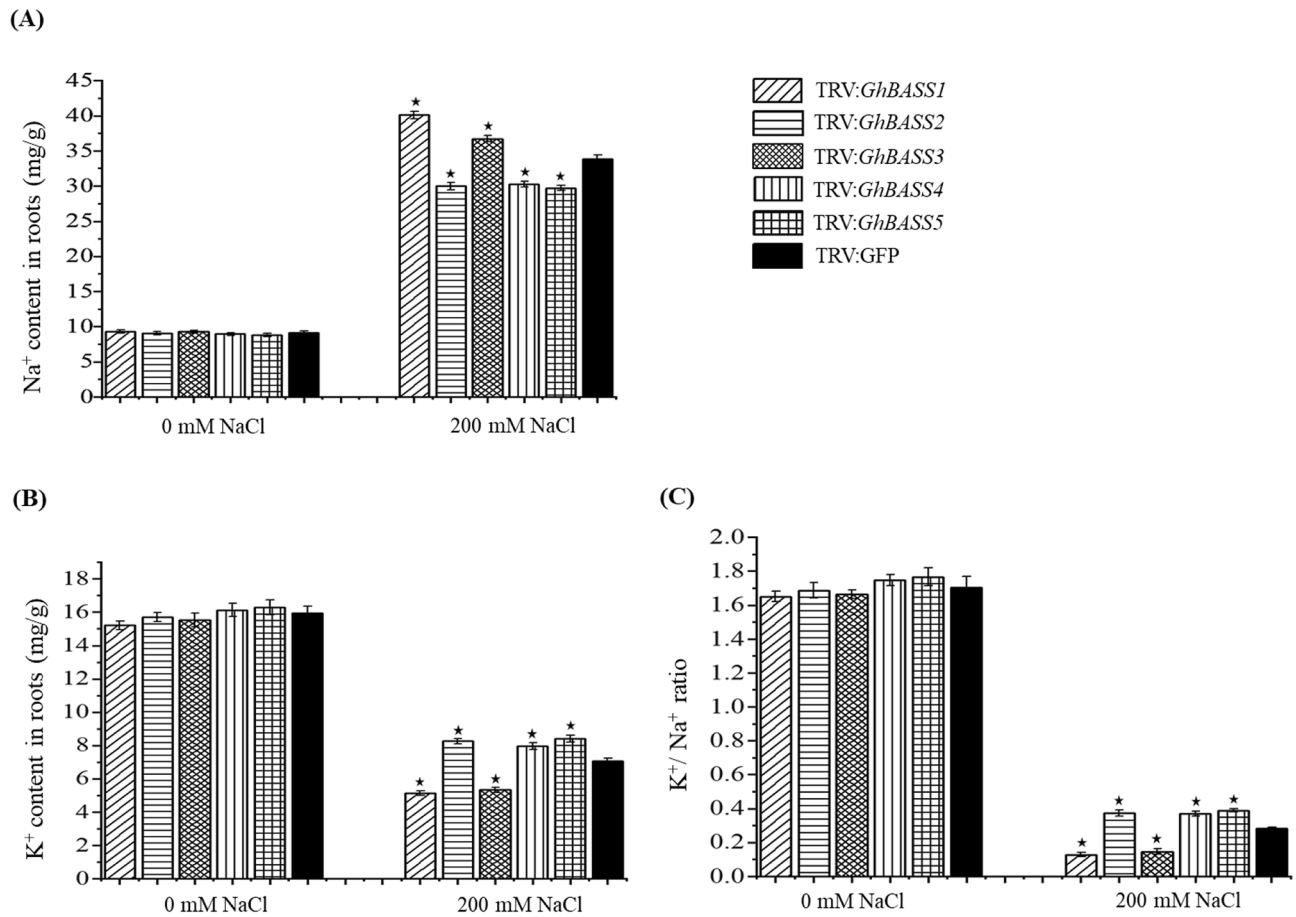 (A)
Na+ content in roots (mg/g)
45
40
35
30
25
20
15
10
5
0
0 mM NaCl
200 mM NaCl
TRV:GhBASS1
TRV:GhBASS2
TRV:GhBASS3
TRV:GhBASS4
TRV:GhBASS5
TRV:GFP
(B)
K+ content in roots (mg/g)
18
16
14
12
10
8
6
4
2
0
0 mM NaCl
200 mM NaCl
(C)
K+/ Na+ ratio
2.0
1.8
1.6
1.4
1.2
1.0
0.8
0.6
0.4
0.2
0.0
0 mM NaCl
200 mM NaCl